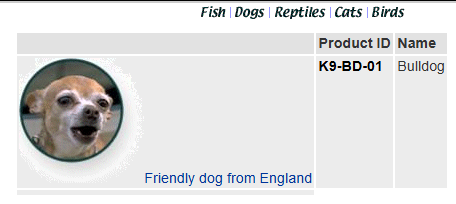 Fish | Dogs | Reptiles | Cats | Birds
Product ID Name
K9-BD-01 Bulldog
Friendly dog from England